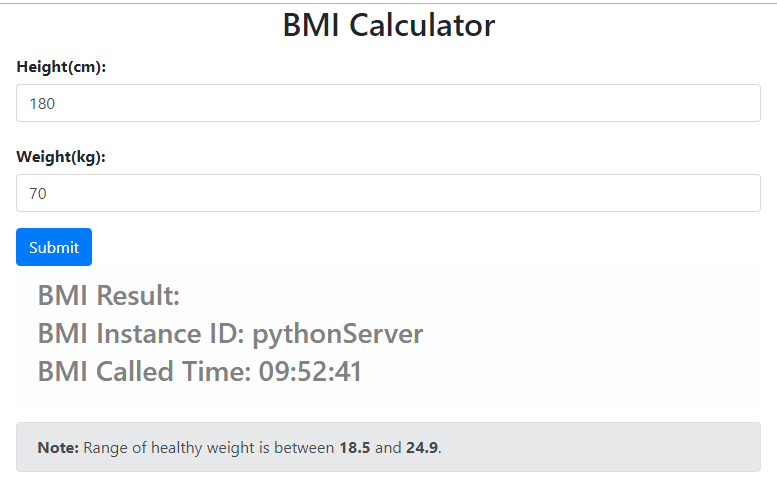 BMI Calculator
Height(cm):
180
Weight(kg):
70
Submit
BMI Result:
BMI Instance ID: pythonServer
BMI Called Time: 09:52:41
Note: Range of healthy weight is between 18.5 and 24.9.